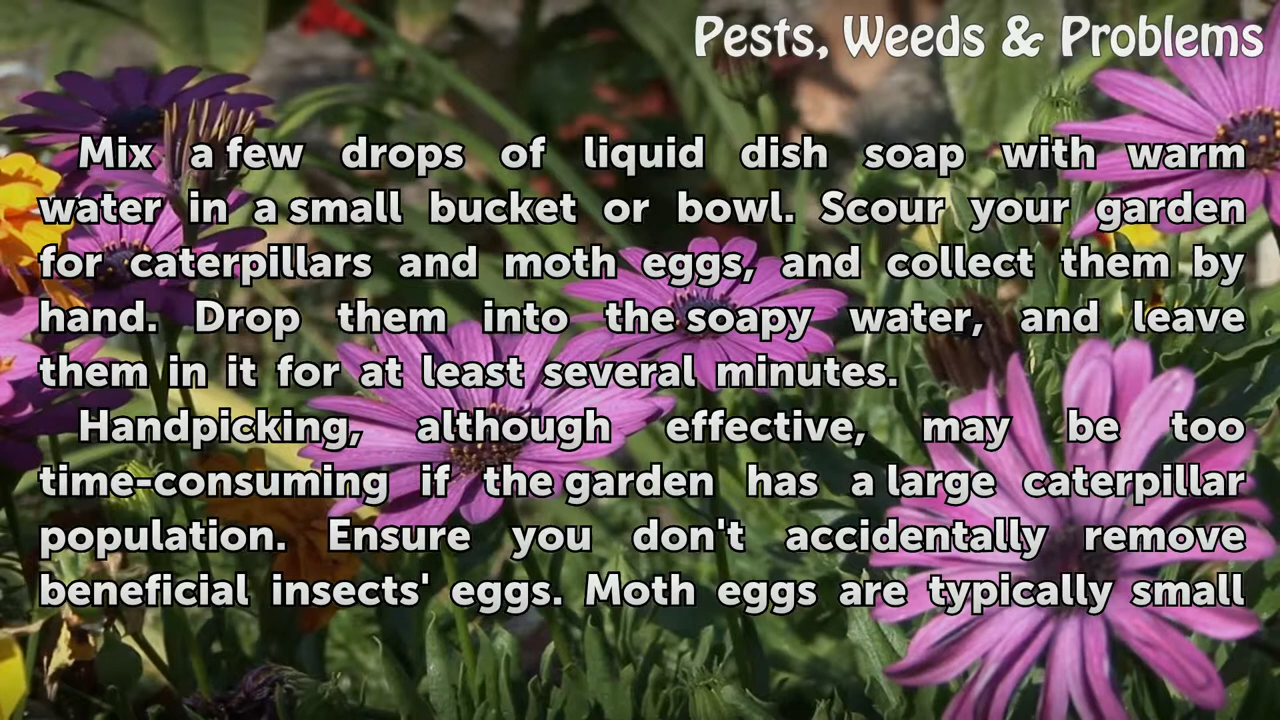 Pests, Weeds & Problems
Mix a few drops of liquid dish soap with warm
water in a small bucket or bowl. Scour your garden
for caterpillars and moth eggs, and collect them by
hand. Drop them into the soapy water, and leave
them in it for at least several minutes.
Handpicking, although effective, may be too
time-consuming if the garden has a large caterpillar
population. Ensure you don't accidentally remove
beneficial insects' eggs. Moth eggs are typically small